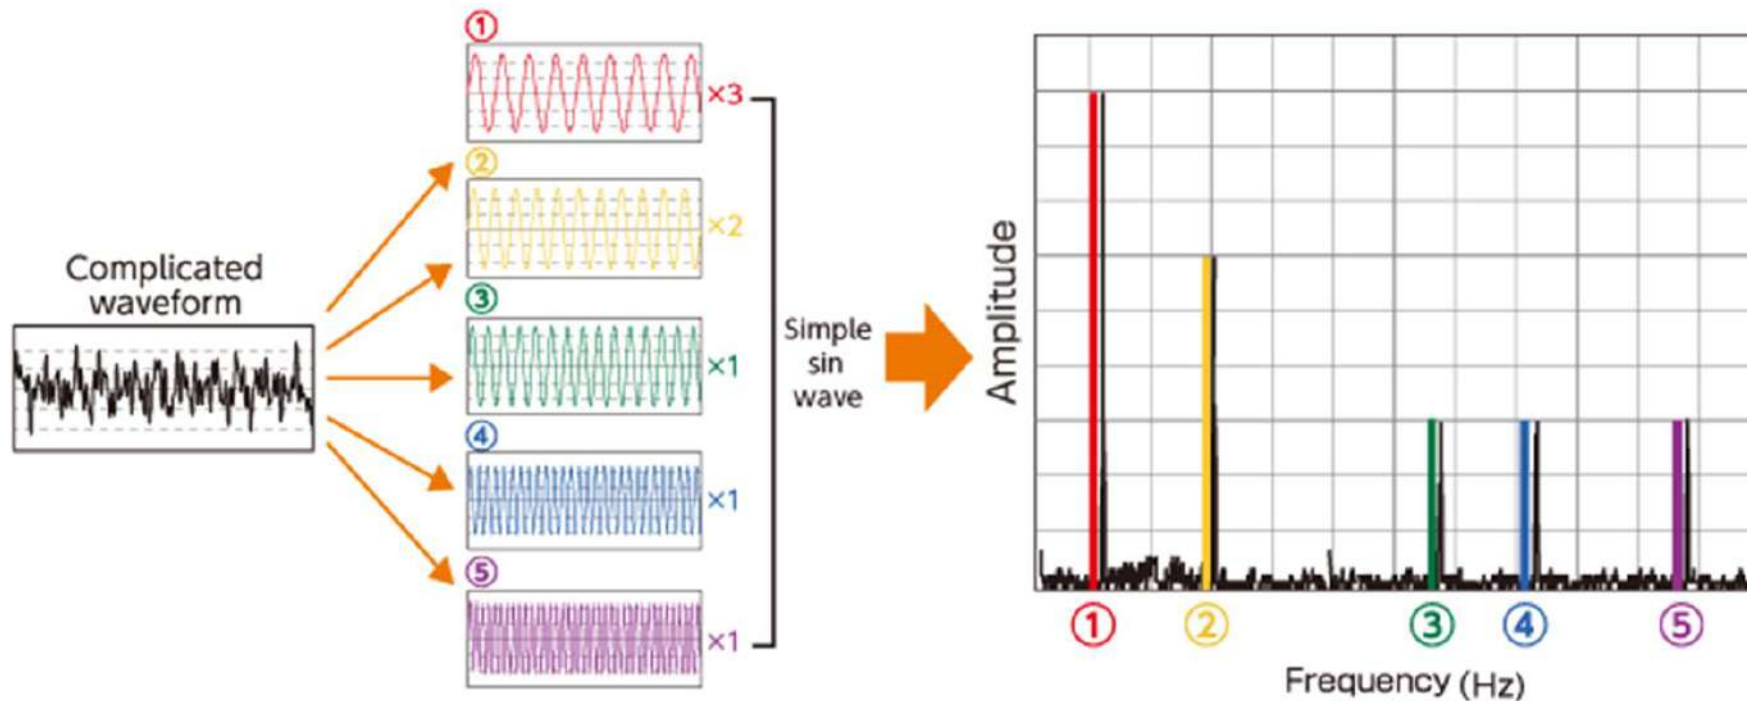 Complicated
waveform
①
×3
②
×2
③
×1
④
×1
⑤
×1
Simple
sin
wave
Amplitude
① ② ③ ④ ⑤
Frequency (Hz)